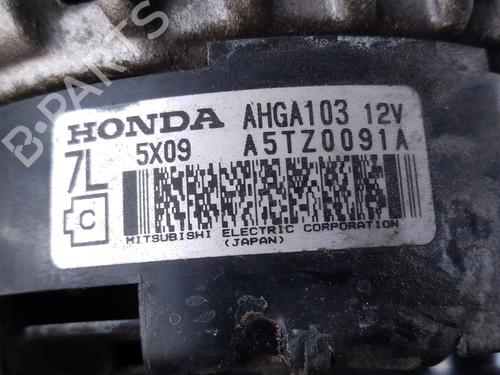 HONDA AHGA103 12V
7L 5X09 A5TZ0091A
C
MITSUBISHI ELECTRIC CORPORATION
(JAPAN)
B-PARTS